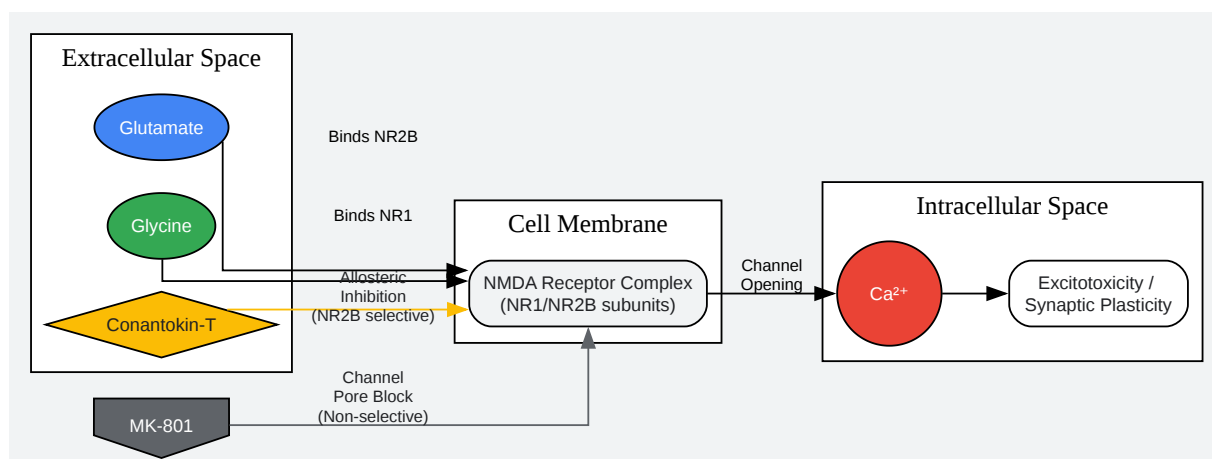 Extracellular Space
Glutamate
Binds NR2B
Glycine
Binds NR1
Conantokin-T
Allosteric
Inhibition
(NR2B selective)
MK-801
Channel
Pore Block
(Non-selective)
Cell Membrane
NMDA Receptor Complex
(NR1/NR2B subunits)
Channel
Opening
Intracellular Space
Ca²⁺
Excitotoxicity /
Synaptic Plasticity